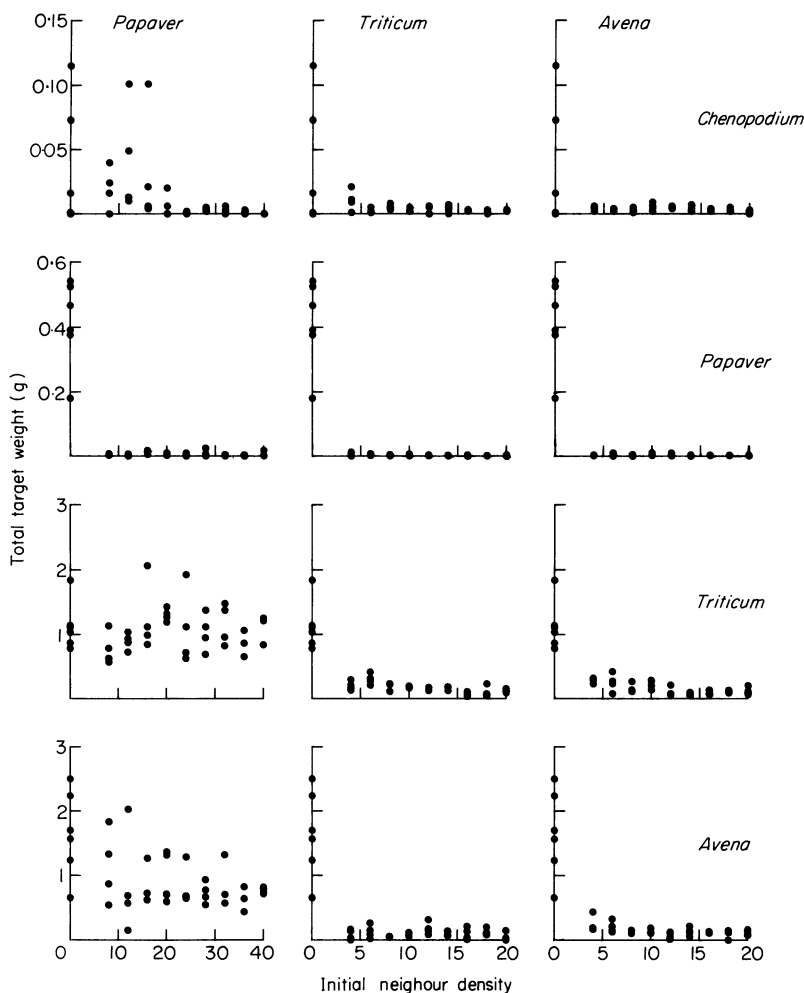 Papaver Triticum Avena
0·15
0·10
0·05
Chenopodium
0·6
0·4
0·2
Papaver
Total target weight (g)
3
2
1
Triticum
3
2
1
Avena
0 10 20 30 40 0 5 10 15 20 0 5 10 15 20
Initial neighour density